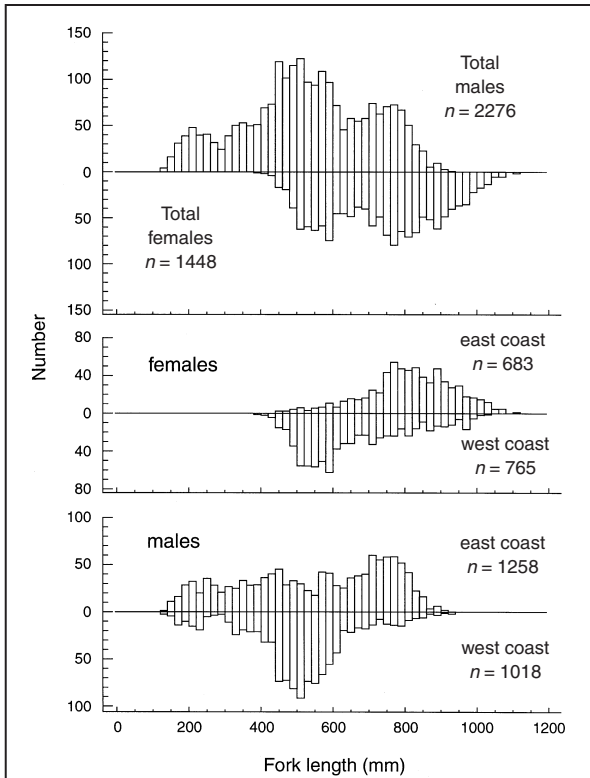 150
100
50
0
50
100
150
Total
males
n = 2276
Total
females
n = 1448
Number
80
40
0
40
80
females
east coast
n = 683
west coast
n = 765
100
50
0
50
100
males
east coast
n = 1258
west coast
n = 1018
0 200 400 600 800 1000 1200
Fork length (mm)